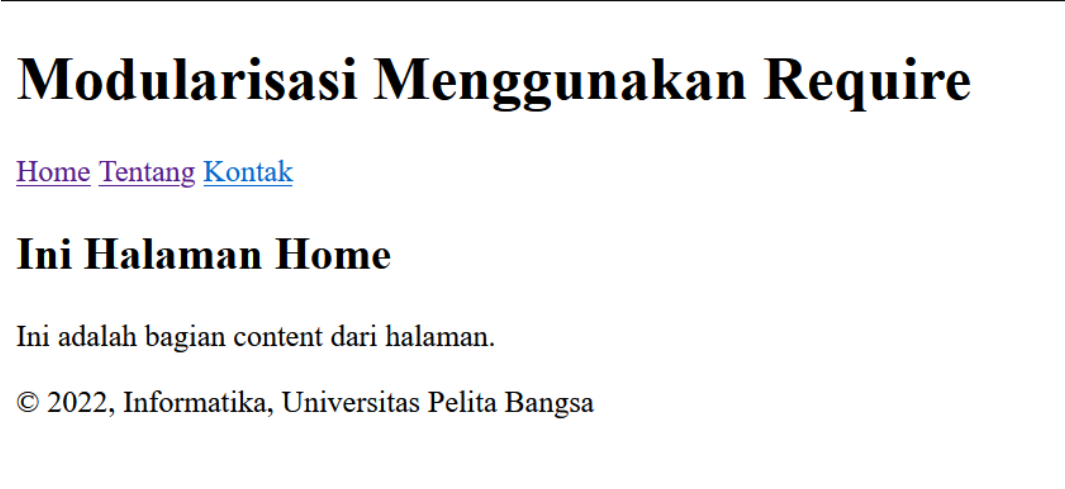 Modularisasi Menggunakan Require
Home Tentang Kontak
Ini Halaman Home
Ini adalah bagian content dari halaman.
© 2022, Informatika, Universitas Pelita Bangsa